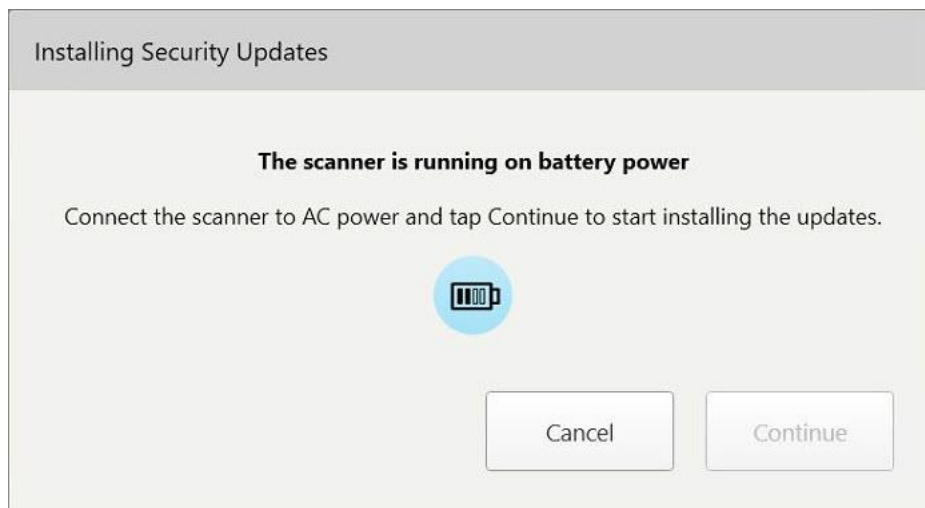 Installing Security Updates
The scanner is running on battery power
Connect the scanner to AC power and tap Continue to start installing the updates.
Cancel
Continue